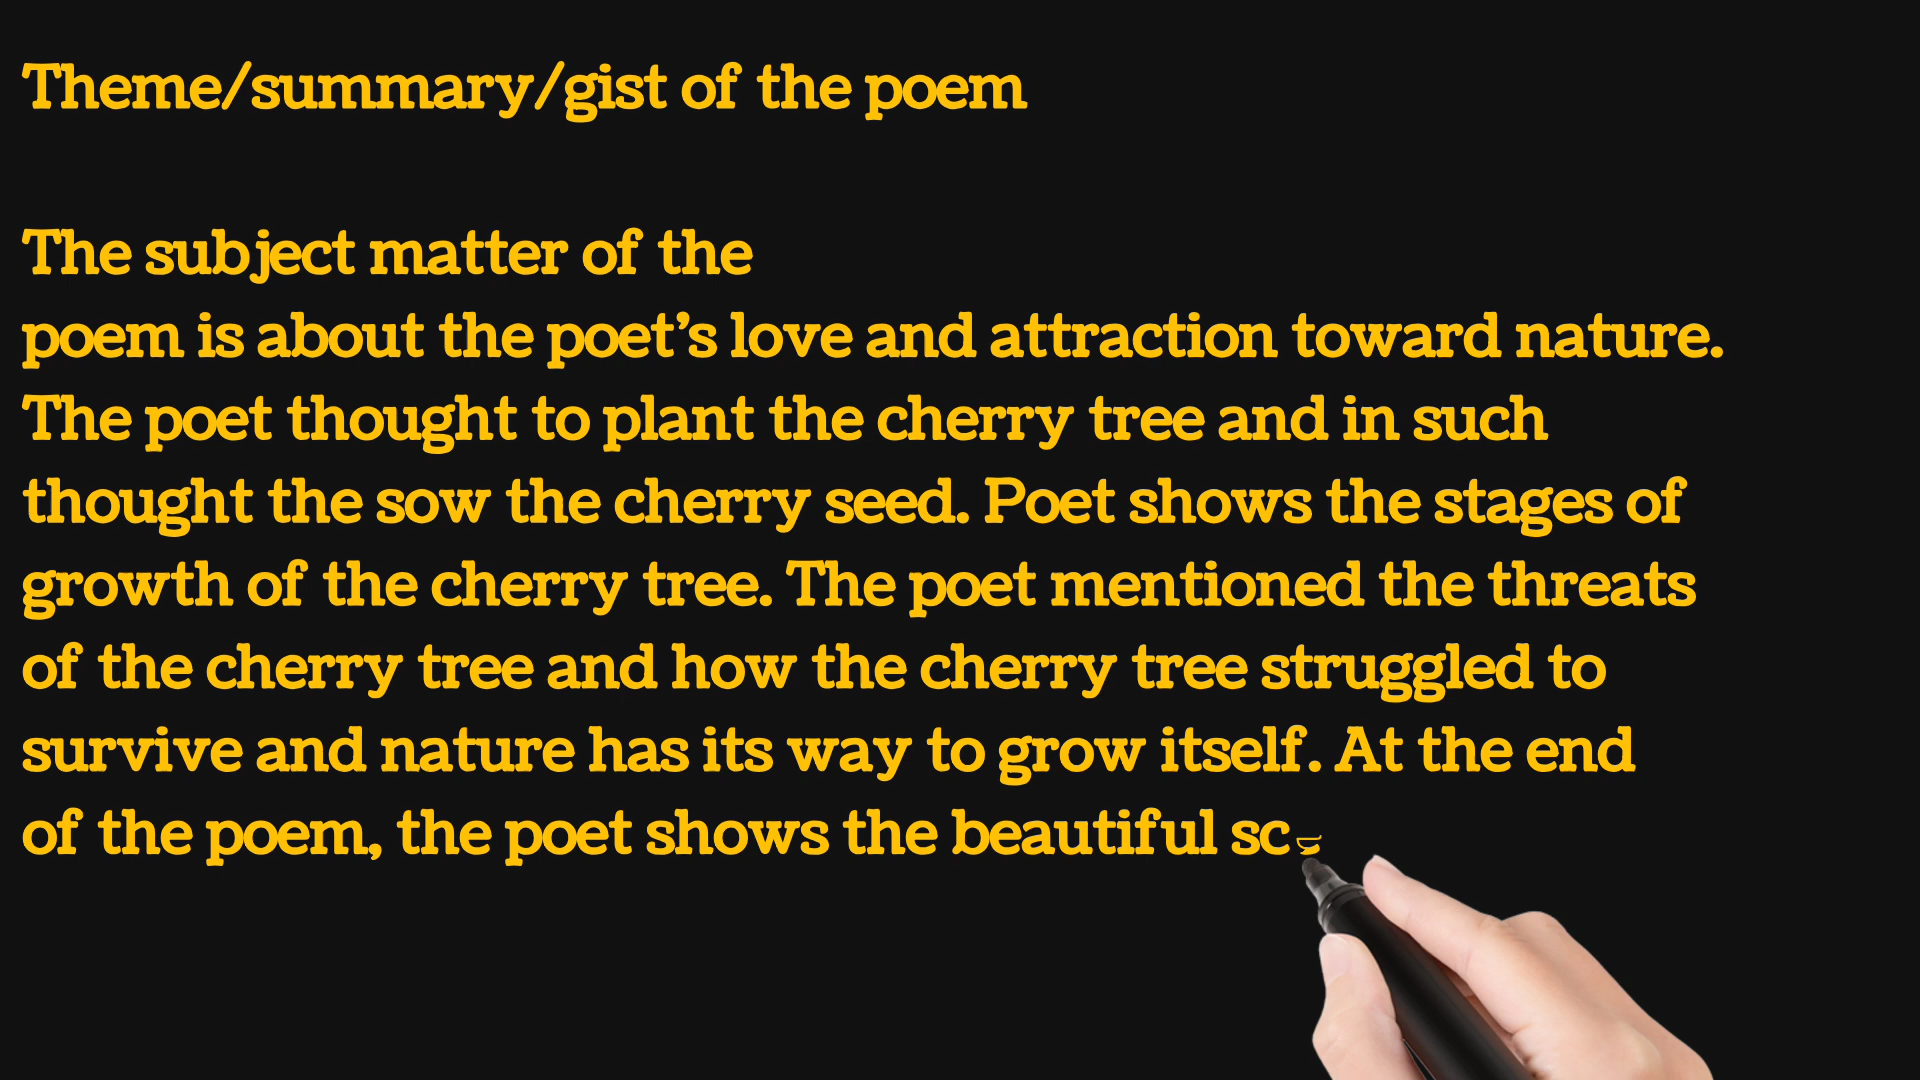 Theme/summary/gist of the poem
The subject matter of the
poem is about the poet’s love and attraction toward nature.
The poet thought to plant the cherry tree and in such
thought the sow the cherry seed. Poet shows the stages of
growth of the cherry tree. The poet mentioned the threats
of the cherry tree and how the cherry tree struggled to
survive and nature has its way to grow itself. At the end
of the poem, the poet shows the beautiful sc